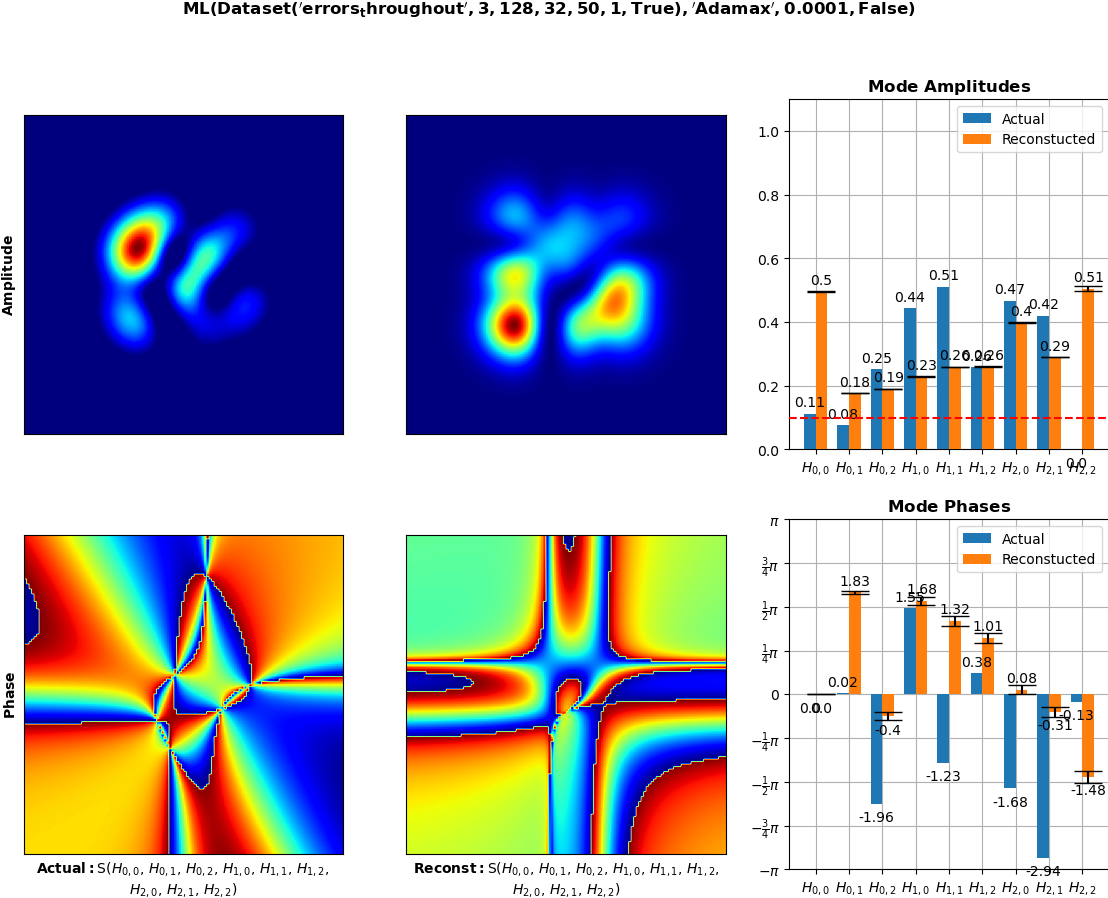 ML(Dataset('errors_throughout', 3, 128, 32, 50, 1, True), 'Adamax', 0.0001, False)
Amplitude
Mode Amplitudes
Actual
Reconstucted
1.0
0.8
0.6
0.4
0.2
0.0
0.11
0.5
0.08
0.18
0.25
0.19
0.44
0.23
0.51
0.26
0.26
0.26
0.47
0.4
0.42
0.29
0.0
0.51
H0,0 H0,1 H0,2 H1,0 H1,1 H1,2 H2,0 H2,1 H2,2
Phase
Mode Phases
Actual
Reconstucted
π
3/4π
1/2π
1/4π
0
−1/4π
−1/2π
−3/4π
−π
0.0
0.0
0.02
1.83
-1.96
-0.4
1.55
1.68
-1.23
1.32
0.38
1.01
-1.68
0.08
-2.94
-0.31
-0.13
-1.48
H0,0 H0,1 H0,2 H1,0 H1,1 H1,2 H2,0 H2,1 H2,2
Actual: S(H0,0, H0,1, H0,2, H1,0, H1,1, H1,2,
H2,0, H2,1, H2,2)
Reconst: S(H0,0, H0,1, H0,2, H1,0, H1,1, H1,2,
H2,0, H2,1, H2,2)